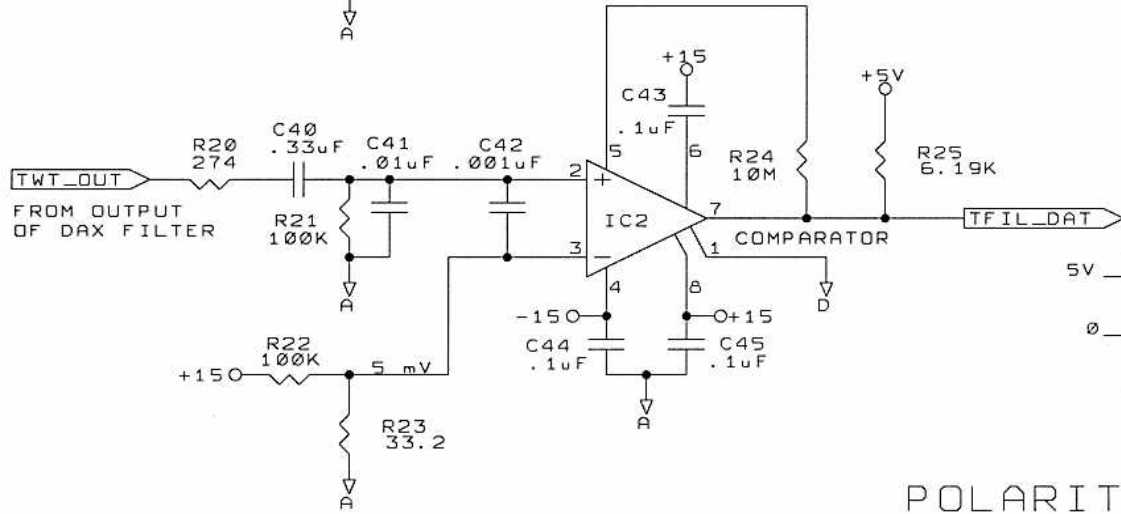 A
+15
+5V
C43
.1uF
C40
.33uF
C41
.01uF
C42
.001uF
R20
274
5
6
R24
10M
R25
6.19K
TWT_OUT
2
+
FROM OUTPUT
OF DAX FILTER
R21
100K
IC2
7
TFIL_DAT
COMPARATOR
3
-
1
A
4
8
D
5V
-15
+15
0
C44
.1uF
C45
.1uF
R22
100K
+15
5 mV
A
R23
33.2
A
POLARIT